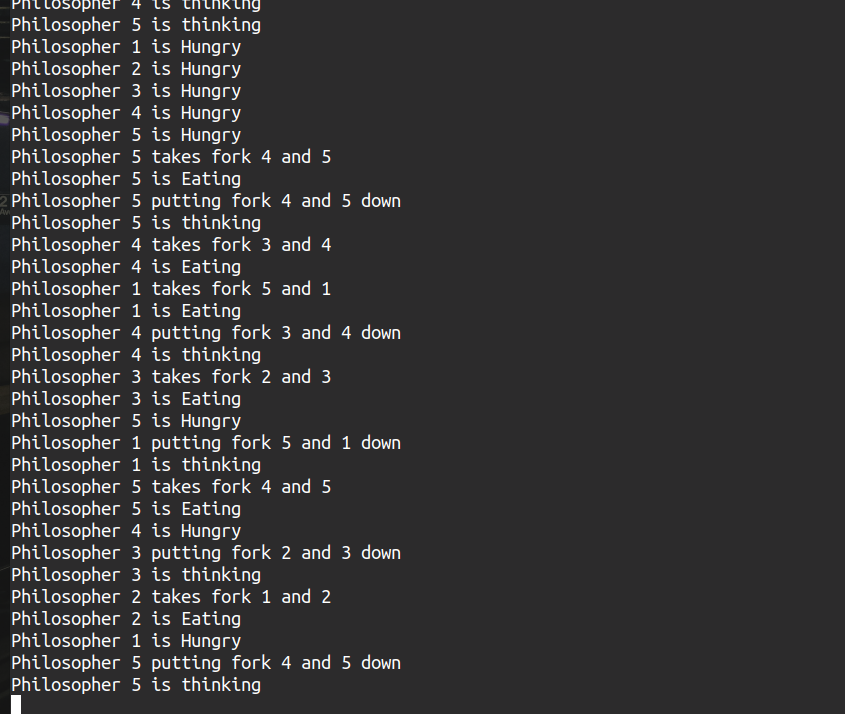 Philosopher 4 is thinking
Philosopher 5 is thinking
Philosopher 1 is Hungry
Philosopher 2 is Hungry
Philosopher 3 is Hungry
Philosopher 4 is Hungry
Philosopher 5 is Hungry
Philosopher 5 takes fork 4 and 5
Philosopher 5 is Eating
Philosopher 5 putting fork 4 and 5 down
Philosopher 5 is thinking
Philosopher 4 takes fork 3 and 4
Philosopher 4 is Eating
Philosopher 1 takes fork 5 and 1
Philosopher 1 is Eating
Philosopher 4 putting fork 3 and 4 down
Philosopher 4 is thinking
Philosopher 3 takes fork 2 and 3
Philosopher 3 is Eating
Philosopher 5 is Hungry
Philosopher 1 putting fork 5 and 1 down
Philosopher 1 is thinking
Philosopher 5 takes fork 4 and 5
Philosopher 5 is Eating
Philosopher 4 is Hungry
Philosopher 3 putting fork 2 and 3 down
Philosopher 3 is thinking
Philosopher 2 takes fork 1 and 2
Philosopher 2 is Eating
Philosopher 1 is Hungry
Philosopher 5 putting fork 4 and 5 down
Philosopher 5 is thinking